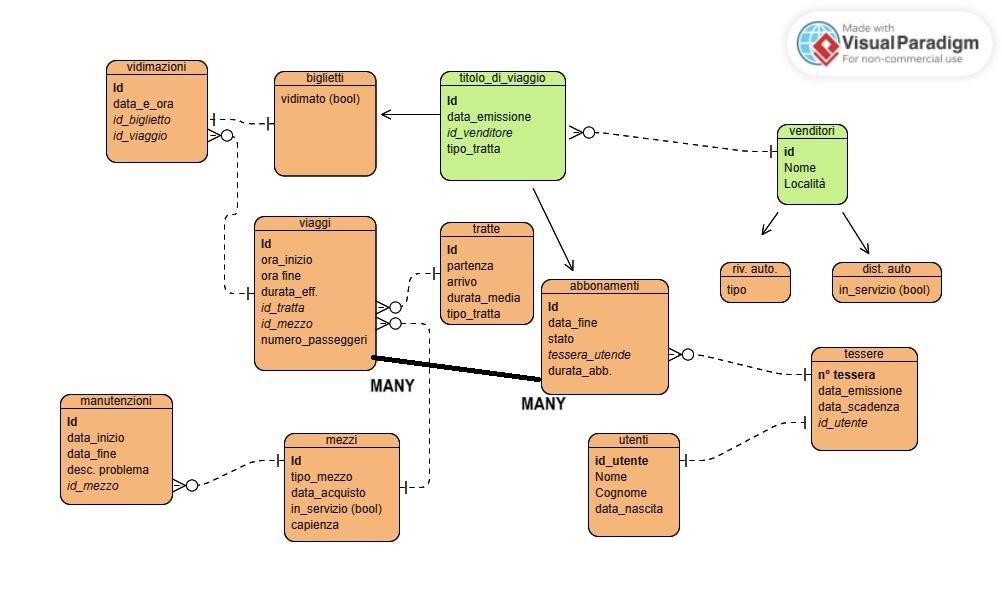 Made with
Visual Paradigm
For non-commercial use
vidimazioni
Id
data_e_ora
id_biglietto
id_viaggio
biglietti
vidimato (bool)
titolo_di_viaggio
Id
data_emissione
id_venditore
tipo_tratta
venditori
id
Nome
Località
viaggi
Id
ora_inizio
ora fine
durata_eff.
id_tratta
id_mezzo
numero_passeggeri
tratte
Id
partenza
arrivo
durata_media
tipo_tratta
riv. auto.
tipo
dist. auto
in_servizio (bool)
abbonamenti
Id
data_fine
stato
tessera_utende
durata_abb.
MANY
MANY
tessere
n° tessera
data_emissione
data_scadenza
id_utente
manutenzioni
Id
data_inizio
data_fine
desc. problema
id_mezzo
mezzi
Id
tipo_mezzo
data_acquisto
in_servizio (bool)
capienza
utenti
id_utente
Nome
Cognome
data_nascita